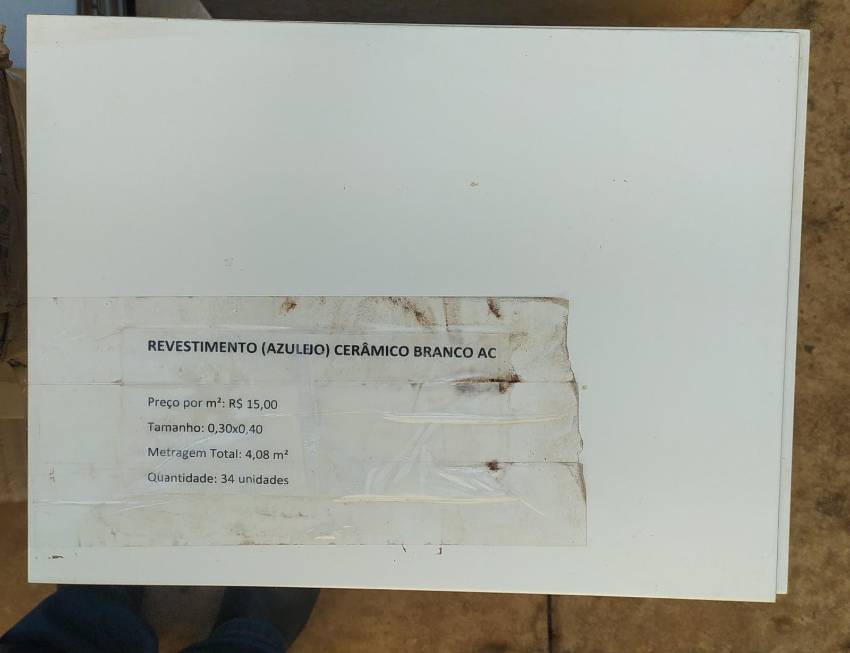 REVESTIMENTO (AZULEJO) CERÂMICO BRANCO AC
Preço por m²: R$ 15,00
Tamanho: 0,30x0,40
Metragem Total: 4,08 m²
Quantidade: 34 unidades